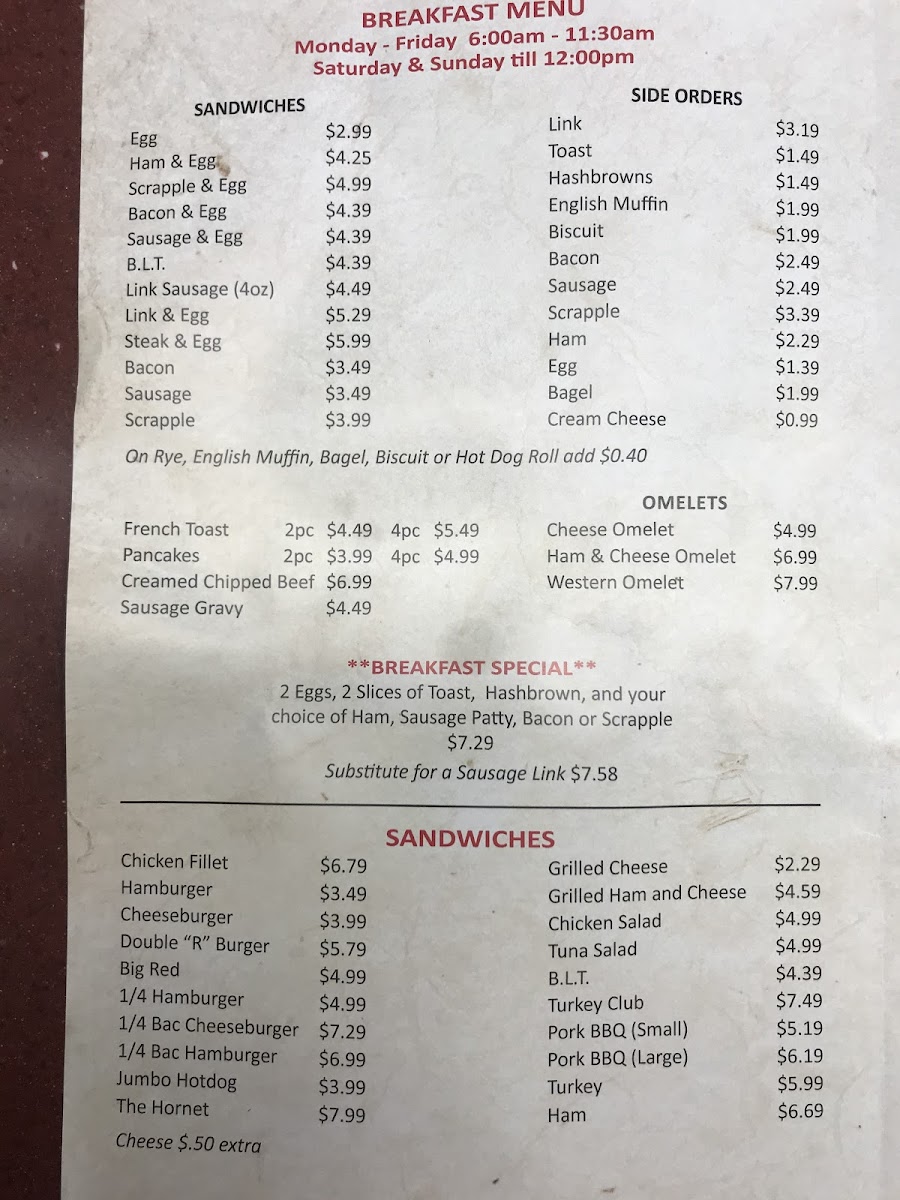 BREAKFAST MENU
Monday - Friday 6:00am - 11:30am
Saturday & Sunday till 12:00pm
SANDWICHES
Egg $2.99
Ham & Egg $4.25
Scrapple & Egg $4.99
Bacon & Egg $4.39
Sausage & Egg $4.39
B.L.T. $4.39
Link Sausage (4oz) $4.49
Link & Egg $5.29
Steak & Egg $5.99
Bacon $3.49
Sausage $3.49
Scrapple $3.99
SIDE ORDERS
Link $3.19
Toast $1.49
Hashbrowns $1.49
English Muffin $1.99
Biscuit $1.99
Bacon $2.49
Sausage $2.49
Scrapple $3.39
Ham $2.29
Egg $1.39
Bagel $1.99
Cream Cheese $0.99
On Rye, English Muffin, Bagel, Biscuit or Hot Dog Roll add $0.40
French Toast 2pc $4.49 4pc $5.49
Pancakes 2pc $3.99 4pc $4.99
Creamed Chipped Beef $6.99
Sausage Gravy $4.49
OMELETS
Cheese Omelet $4.99
Ham & Cheese Omelet $6.99
Western Omelet $7.99
**BREAKFAST SPECIAL**
2 Eggs, 2 Slices of Toast, Hashbrown, and your
choice of Ham, Sausage Patty, Bacon or Scrapple
$7.29
Substitute for a Sausage Link $7.58
SANDWICHES
Chicken Fillet $6.79
Hamburger $3.49
Cheeseburger $3.99
Double “R” Burger $5.79
Big Red $4.99
1/4 Hamburger $4.99
1/4 Bac Cheeseburger $7.29
1/4 Bac Hamburger $6.99
Jumbo Hotdog $3.99
The Hornet $7.99
Cheese $.50 extra
Grilled Cheese $2.29
Grilled Ham and Cheese $4.59
Chicken Salad $4.99
Tuna Salad $4.99
B.L.T. $4.39
Turkey Club $7.49
Pork BBQ (Small) $5.19
Pork BBQ (Large) $6.19
Turkey $5.99
Ham $6.69